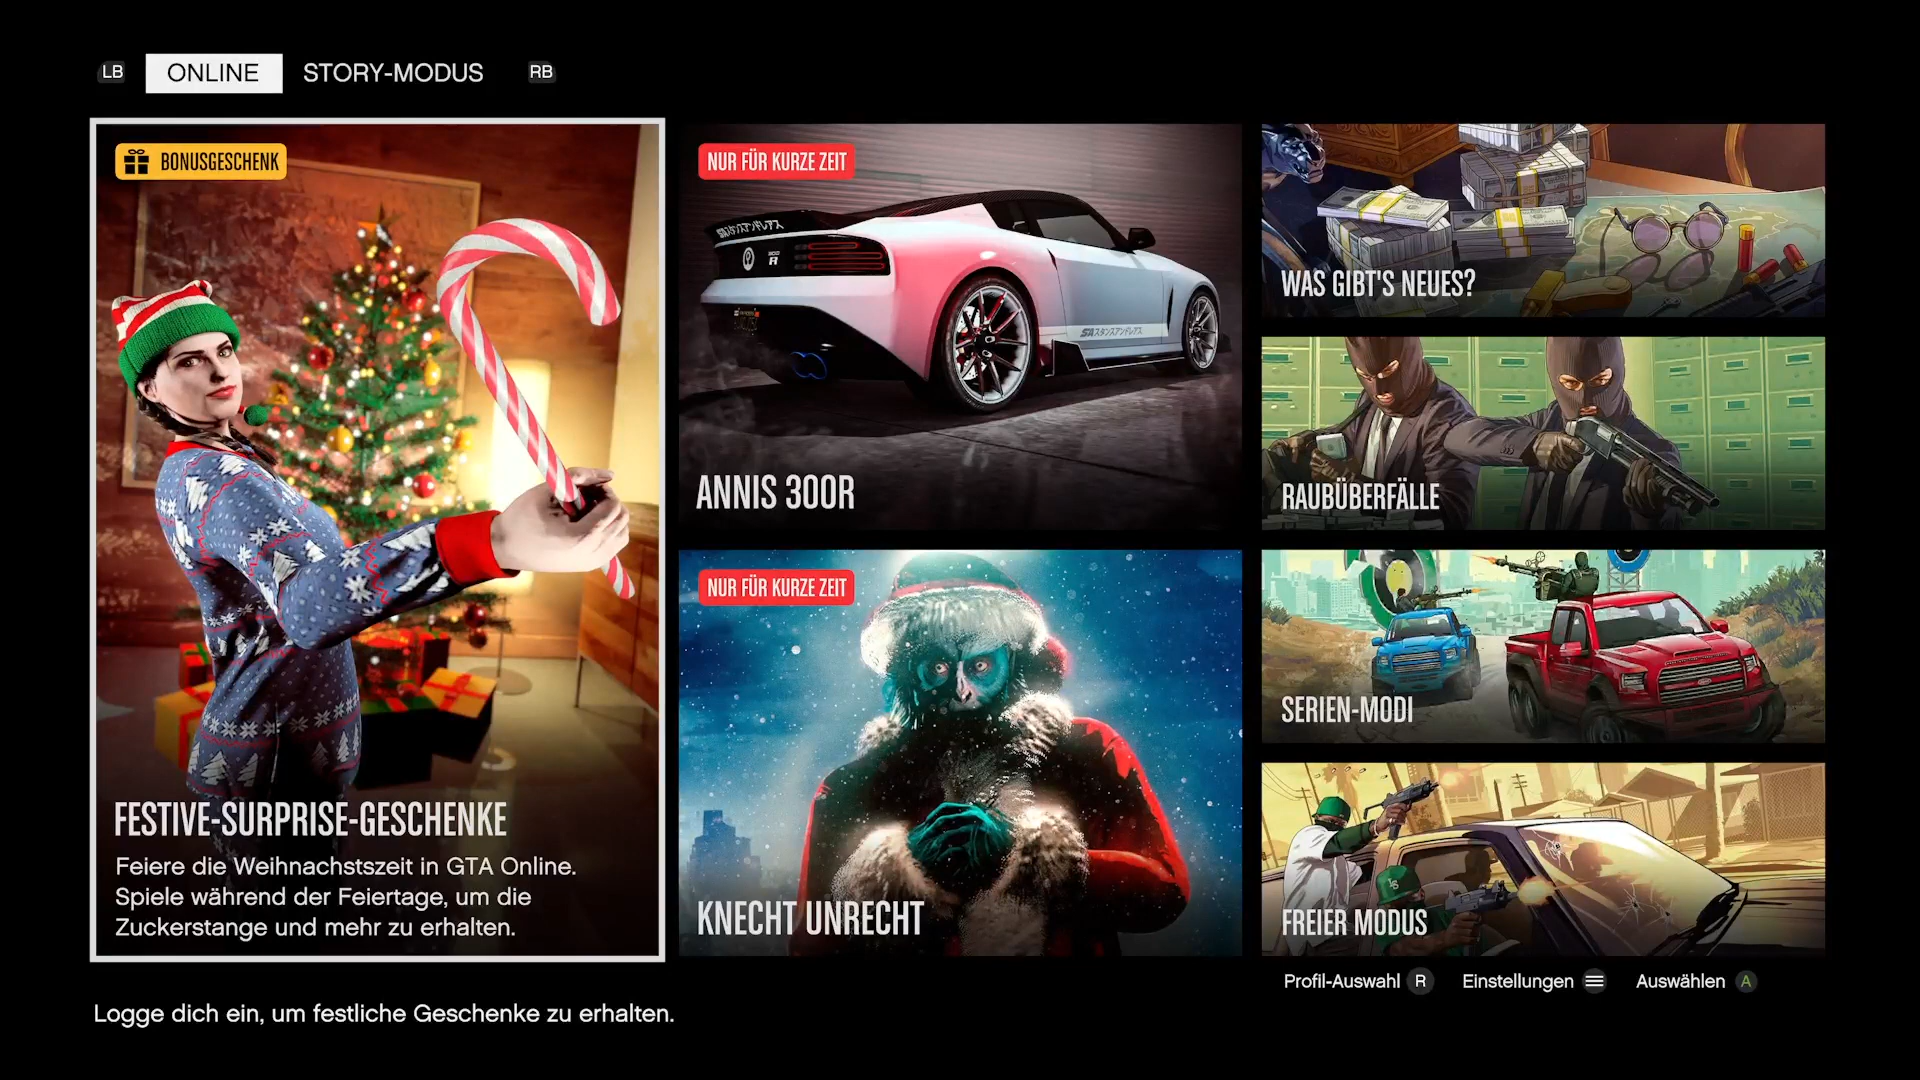 LB ONLINE STORY-MODUS RB
BONUSGESCHENK
FESTIVE-SURPRISE-GESCHENKE
Feiere die Weihnachstszeit in GTA Online.
Spiele während der Feiertage, um die
Zuckerstange und mehr zu erhalten.
NUR FÜR KURZE ZEIT
ANNIS 300R
NUR FÜR KURZE ZEIT
KNECHT UNRECHT
WAS GIBT'S NEUES?
RAUBÜBERFÄLLE
SERIEN-MODI
FREIER MODUS
Profil-Auswahl R Einstellungen Auswählen A
Logge dich ein, um festliche Geschenke zu erhalten.